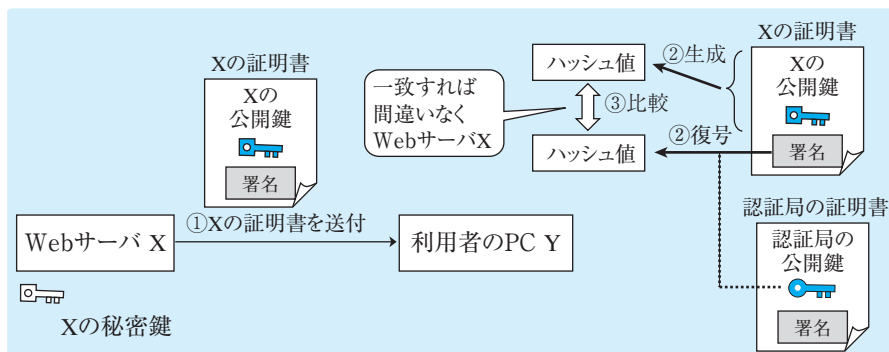 Xの証明書
Xの
公開鍵
署名
①Xの証明書を送付
Webサーバ X
利用者のPC Y
Xの秘密鍵
一致すれば
間違いなく
WebサーバX
ハッシュ値
③比較
ハッシュ値
②生成
②復号
Xの証明書
Xの
公開鍵
署名
認証局の証明書
認証局の
公開鍵
署名